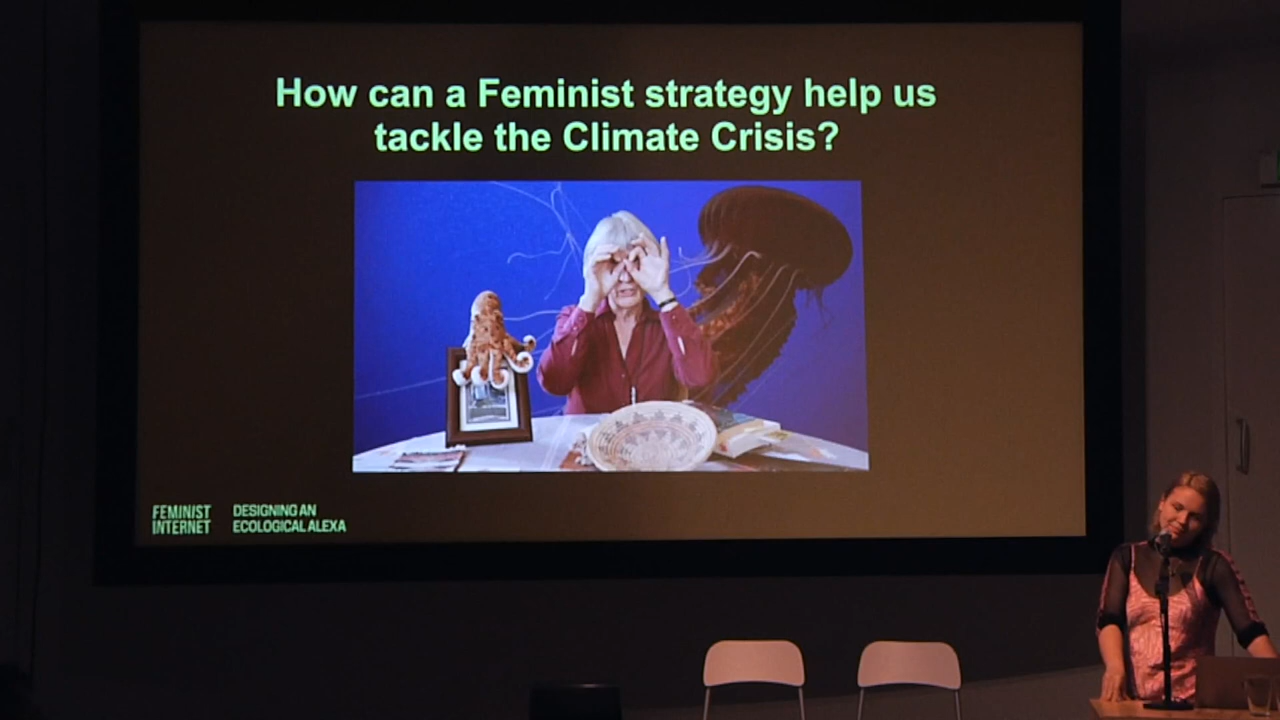 How can a Feminist strategy help us
tackle the Climate Crisis?
FEMINIST
INTERNET
DESIGNING AN
ECOLOGICAL ALEXA